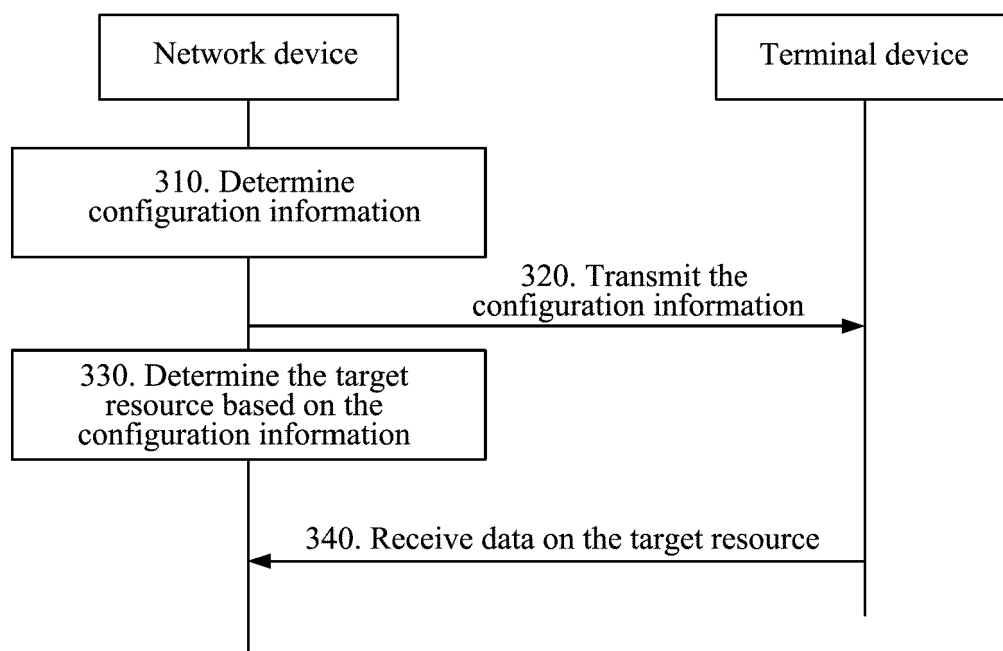 Network device
Terminal device
310. Determine
configuration information
320. Transmit the
configuration information
330. Determine the target
resource based on the
configuration information
340. Receive data on the target resource